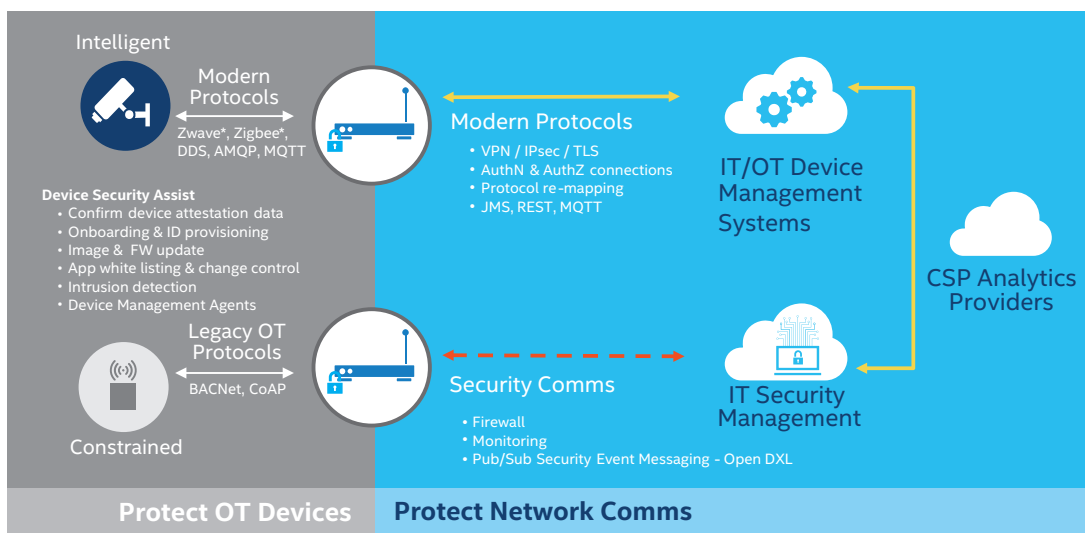 Intelligent
Modern
Protocols
Zwave*, Zigbee*,
DDS, AMQP, MQTT
Device Security Assist
• Confirm device attestation data
• Onboarding & ID provisioning
• Image & FW update
• App white listing & change control
• Intrusion detection
• Device Management Agents
Legacy OT
Protocols
BACNet, CoAP
Constrained
Modern Protocols
• VPN / IPsec / TLS
• AuthN & AuthZ connections
• Protocol re-mapping
• JMS, REST, MQTT
Security Comms
• Firewall
• Monitoring
• Pub/Sub Security Event Messaging - Open DXL
IT/OT Device
Management
Systems
IT Security
Management
CSP Analytics
Providers
Protect OT Devices
Protect Network Comms